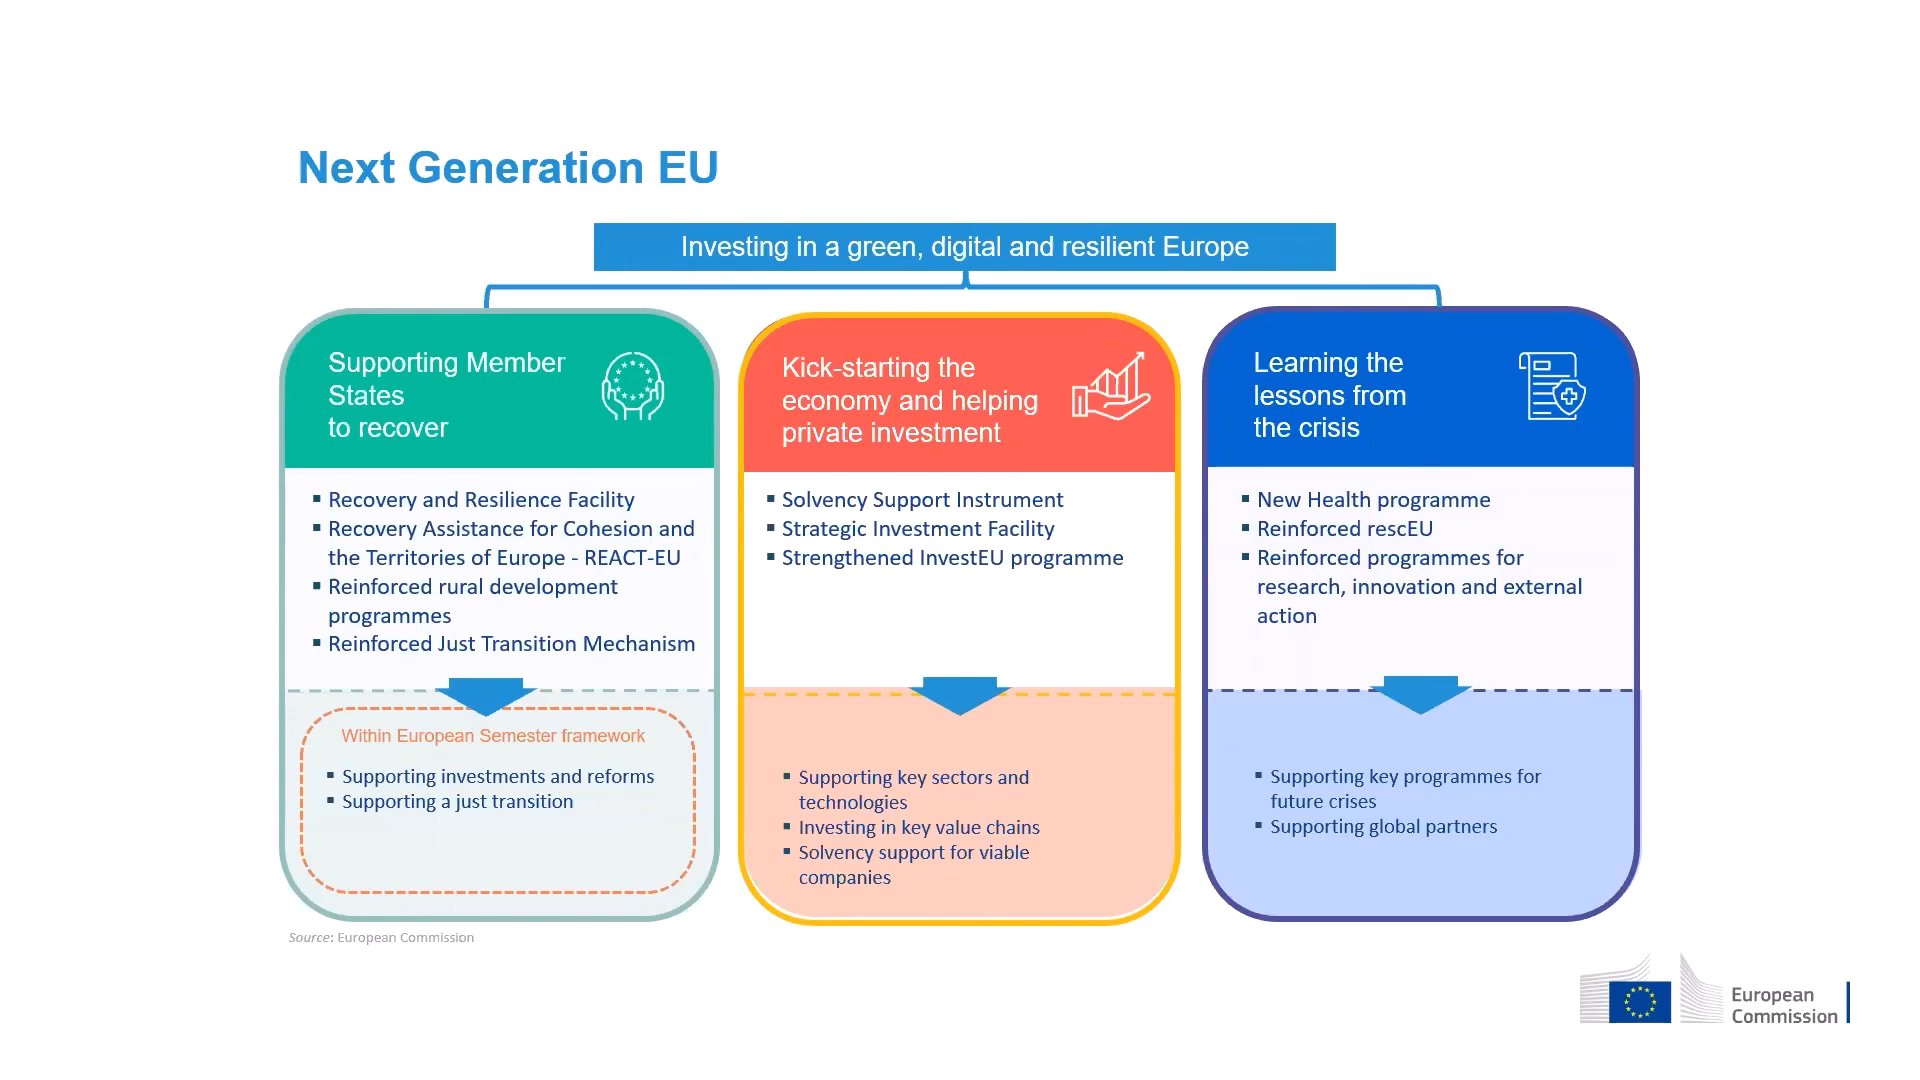 Next Generation EU
Investing in a green, digital and resilient Europe
Supporting Member
States
to recover
▪ Recovery and Resilience Facility
▪ Recovery Assistance for Cohesion and
the Territories of Europe - REACT-EU
▪ Reinforced rural development
programmes
▪ Reinforced Just Transition Mechanism
Within European Semester framework
▪ Supporting investments and reforms
▪ Supporting a just transition
Kick-starting the
economy and helping
private investment
▪ Solvency Support Instrument
▪ Strategic Investment Facility
▪ Strengthened InvestEU programme
▪ Supporting key sectors and
technologies
▪ Investing in key value chains
▪ Solvency support for viable
companies
Learning the
lessons from
the crisis
▪ New Health programme
▪ Reinforced rescEU
▪ Reinforced programmes for
research, innovation and external
action
▪ Supporting key programmes for
future crises
▪ Supporting global partners
Source: European Commission
European
Commission